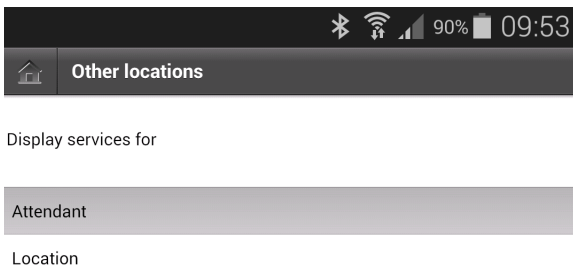 90% 09:53
Other locations
Display services for
Attendant
Location